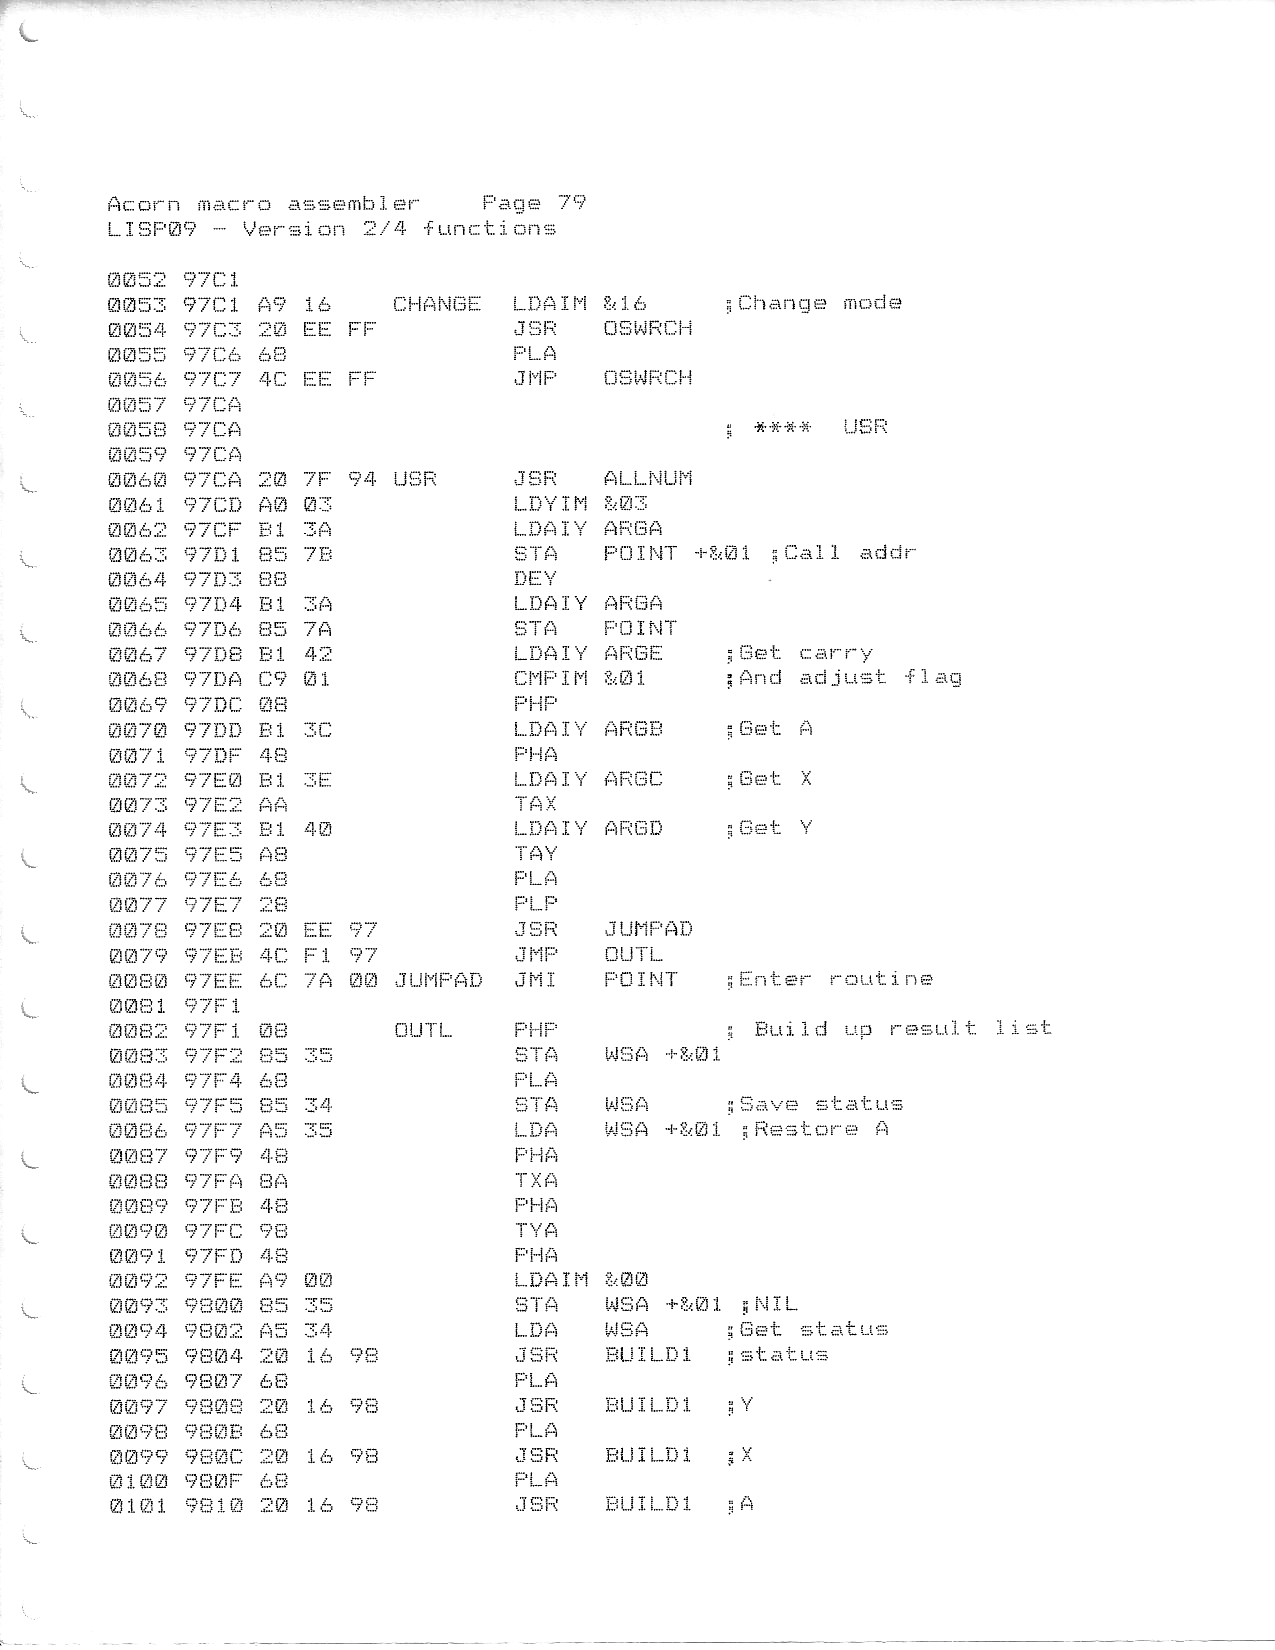 Acorn macro assembler    Page 79
LISP09 - Version 2/4 functions
0052 97C1
0053 97C1 A9 16    CHANGE  LDAIM &16     ;Change mode
0054 97C3 20 EE FF         JSR   OSWRCH
0055 97C6 68               PLA
0056 97C7 4C EE FF         JMP   OSWRCH
0057 97CA
0058 97CA                                ; ****  USR
0059 97CA
0060 97CA 20 7F 94 USR     JSR   ALLNUM
0061 97CD A0 03            LDYIM &03
0062 97CF B1 3A            LDAIY ARGA
0063 97D1 85 7B            STA   POINT +&01 ;Call addr
0064 97D3 88               DEY
0065 97D4 B1 3A            LDAIY ARGA
0066 97D6 85 7A            STA   POINT
0067 97D8 B1 42            LDAIY ARGE    ;Get carry
0068 97DA C9 01            CMPIM &01     ;And adjust flag
0069 97DC 08               PHP
0070 97DD B1 3C            LDAIY ARGB    ;Get A
0071 97DF 48               PHA
0072 97E0 B1 3E            LDAIY ARGC    ;Get X
0073 97E2 AA               TAX
0074 97E3 B1 40            LDAIY ARGD    ;Get Y
0075 97E5 A8               TAY
0076 97E6 68               PLA
0077 97E7 28               PLP
0078 97E8 20 EE 97         JSR   JUMPAD
0079 97EB 4C F1 97         JMP   OUTL
0080 97EE 6C 7A 00 JUMPAD  JMI   POINT   ;Enter routine
0081 97F1
0082 97F1 08       OUTL    PHP           ; Build up result list
0083 97F2 85 35            STA   WSA +&01
0084 97F4 68               PLA
0085 97F5 85 34            STA   WSA     ;Save status
0086 97F7 A5 35            LDA   WSA +&01 ;Restore A
0087 97F9 48               PHA
0088 97FA 8A               TXA
0089 97FB 48               PHA
0090 97FC 98               TYA
0091 97FD 48               PHA
0092 97FE A9 00            LDAIM &00
0093 9800 85 35            STA   WSA +&01 ;NIL
0094 9802 A5 34            LDA   WSA     ;Get status
0095 9804 20 16 98         JSR   BUILD1  ;status
0096 9807 68               PLA
0097 9808 20 16 98         JSR   BUILD1  ;Y
0098 980B 68               PLA
0099 980C 20 16 98         JSR   BUILD1  ;X
0100 980F 68               PLA
0101 9810 20 16 98         JSR   BUILD1  ;A